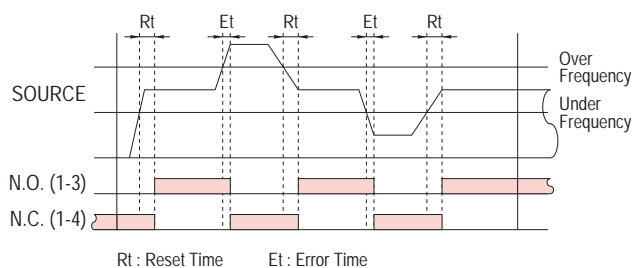 Rt Et Rt Et Rt
Over
Frequency
SOURCE
Under
Frequency
N.O. (1-3)
N.C. (1-4)
Rt : Reset Time Et : Error Time